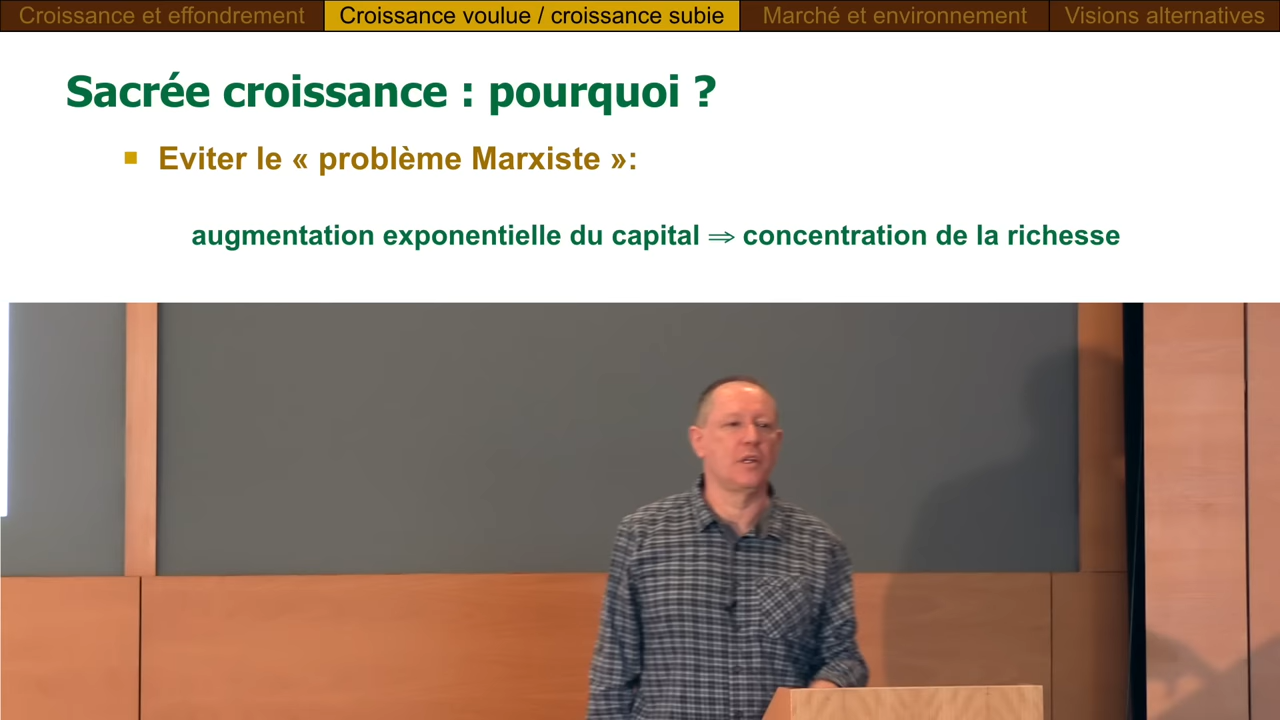 Croissance et effondrement
Croissance voulue / croissance subie
Marché et environnement
Visions alternatives
Sacrée croissance : pourquoi ?
Eviter le « problème Marxiste »:
augmentation exponentielle du capital ⇒ concentration de la richesse